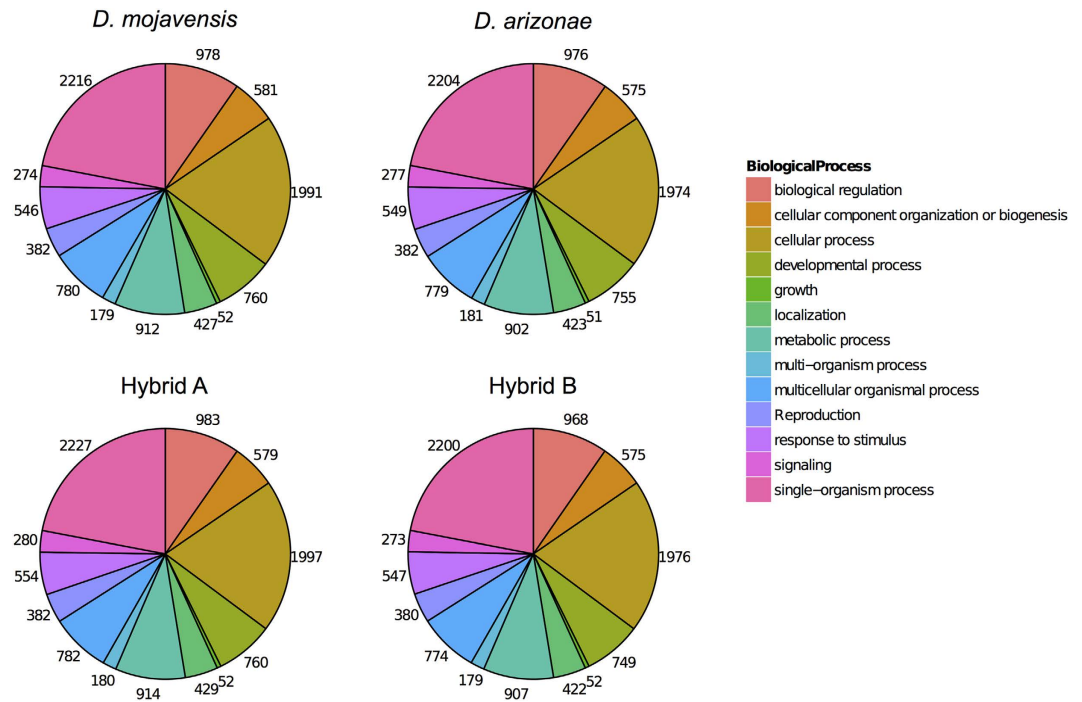 D. mojavensis
978
581
1991
760
52
427
912
179
780
382
546
274
2216
D. arizonae
976
575
1974
755
51
423
902
181
779
382
549
277
2204
Hybrid A
983
579
1997
760
52
429
914
180
782
382
554
280
2227
Hybrid B
968
575
1976
749
52
422
907
179
774
380
547
273
2200
BiologicalProcess
biological regulation
cellular component organization or biogenesis
cellular process
developmental process
growth
localization
metabolic process
multi−organism process
multicellular organismal process
Reproduction
response to stimulus
signaling
single−organism process